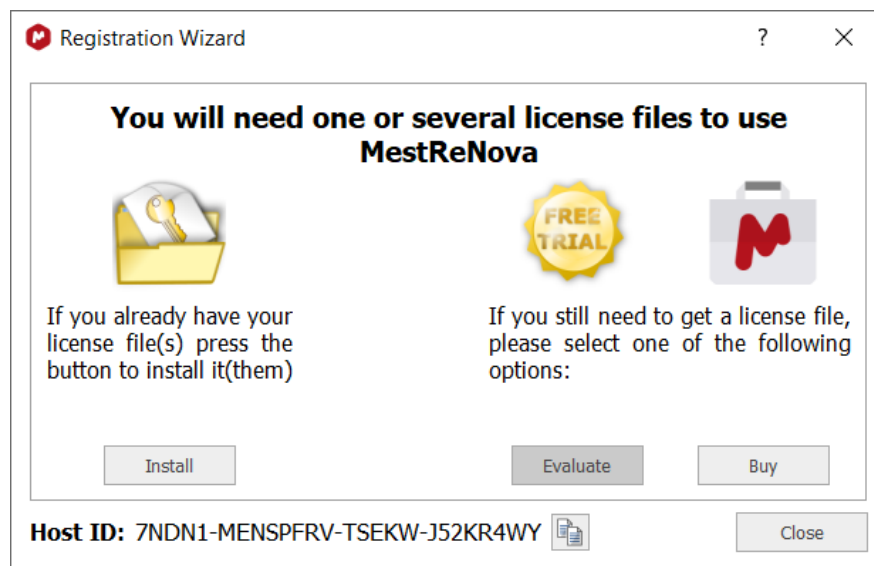 Registration Wizard
?
You will need one or several license files to use
MestReNova
FREE
TRIAL
If you already have your
license file(s) press the
button to install it(them)
If you still need to get a license file,
please select one of the following
options:
Install
Evaluate
Buy
Host ID: 7NDN1-MENSPFRV-TSEKW-J52KR4WY
Close